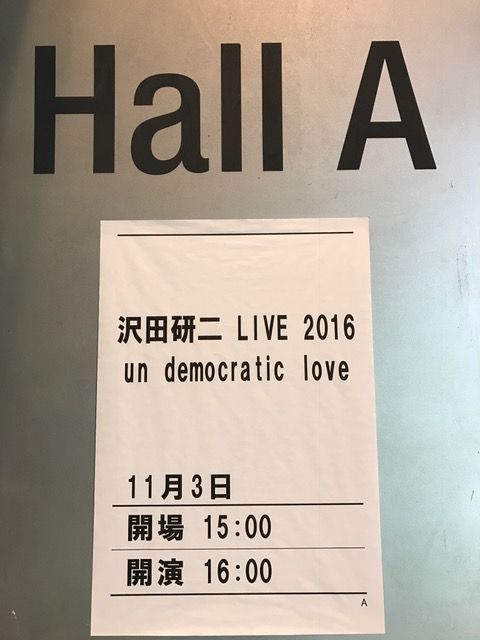 Hall A
沢田研二 LIVE 2016
un democratic love
11月3日
開場 15:00
開演 16:00
A